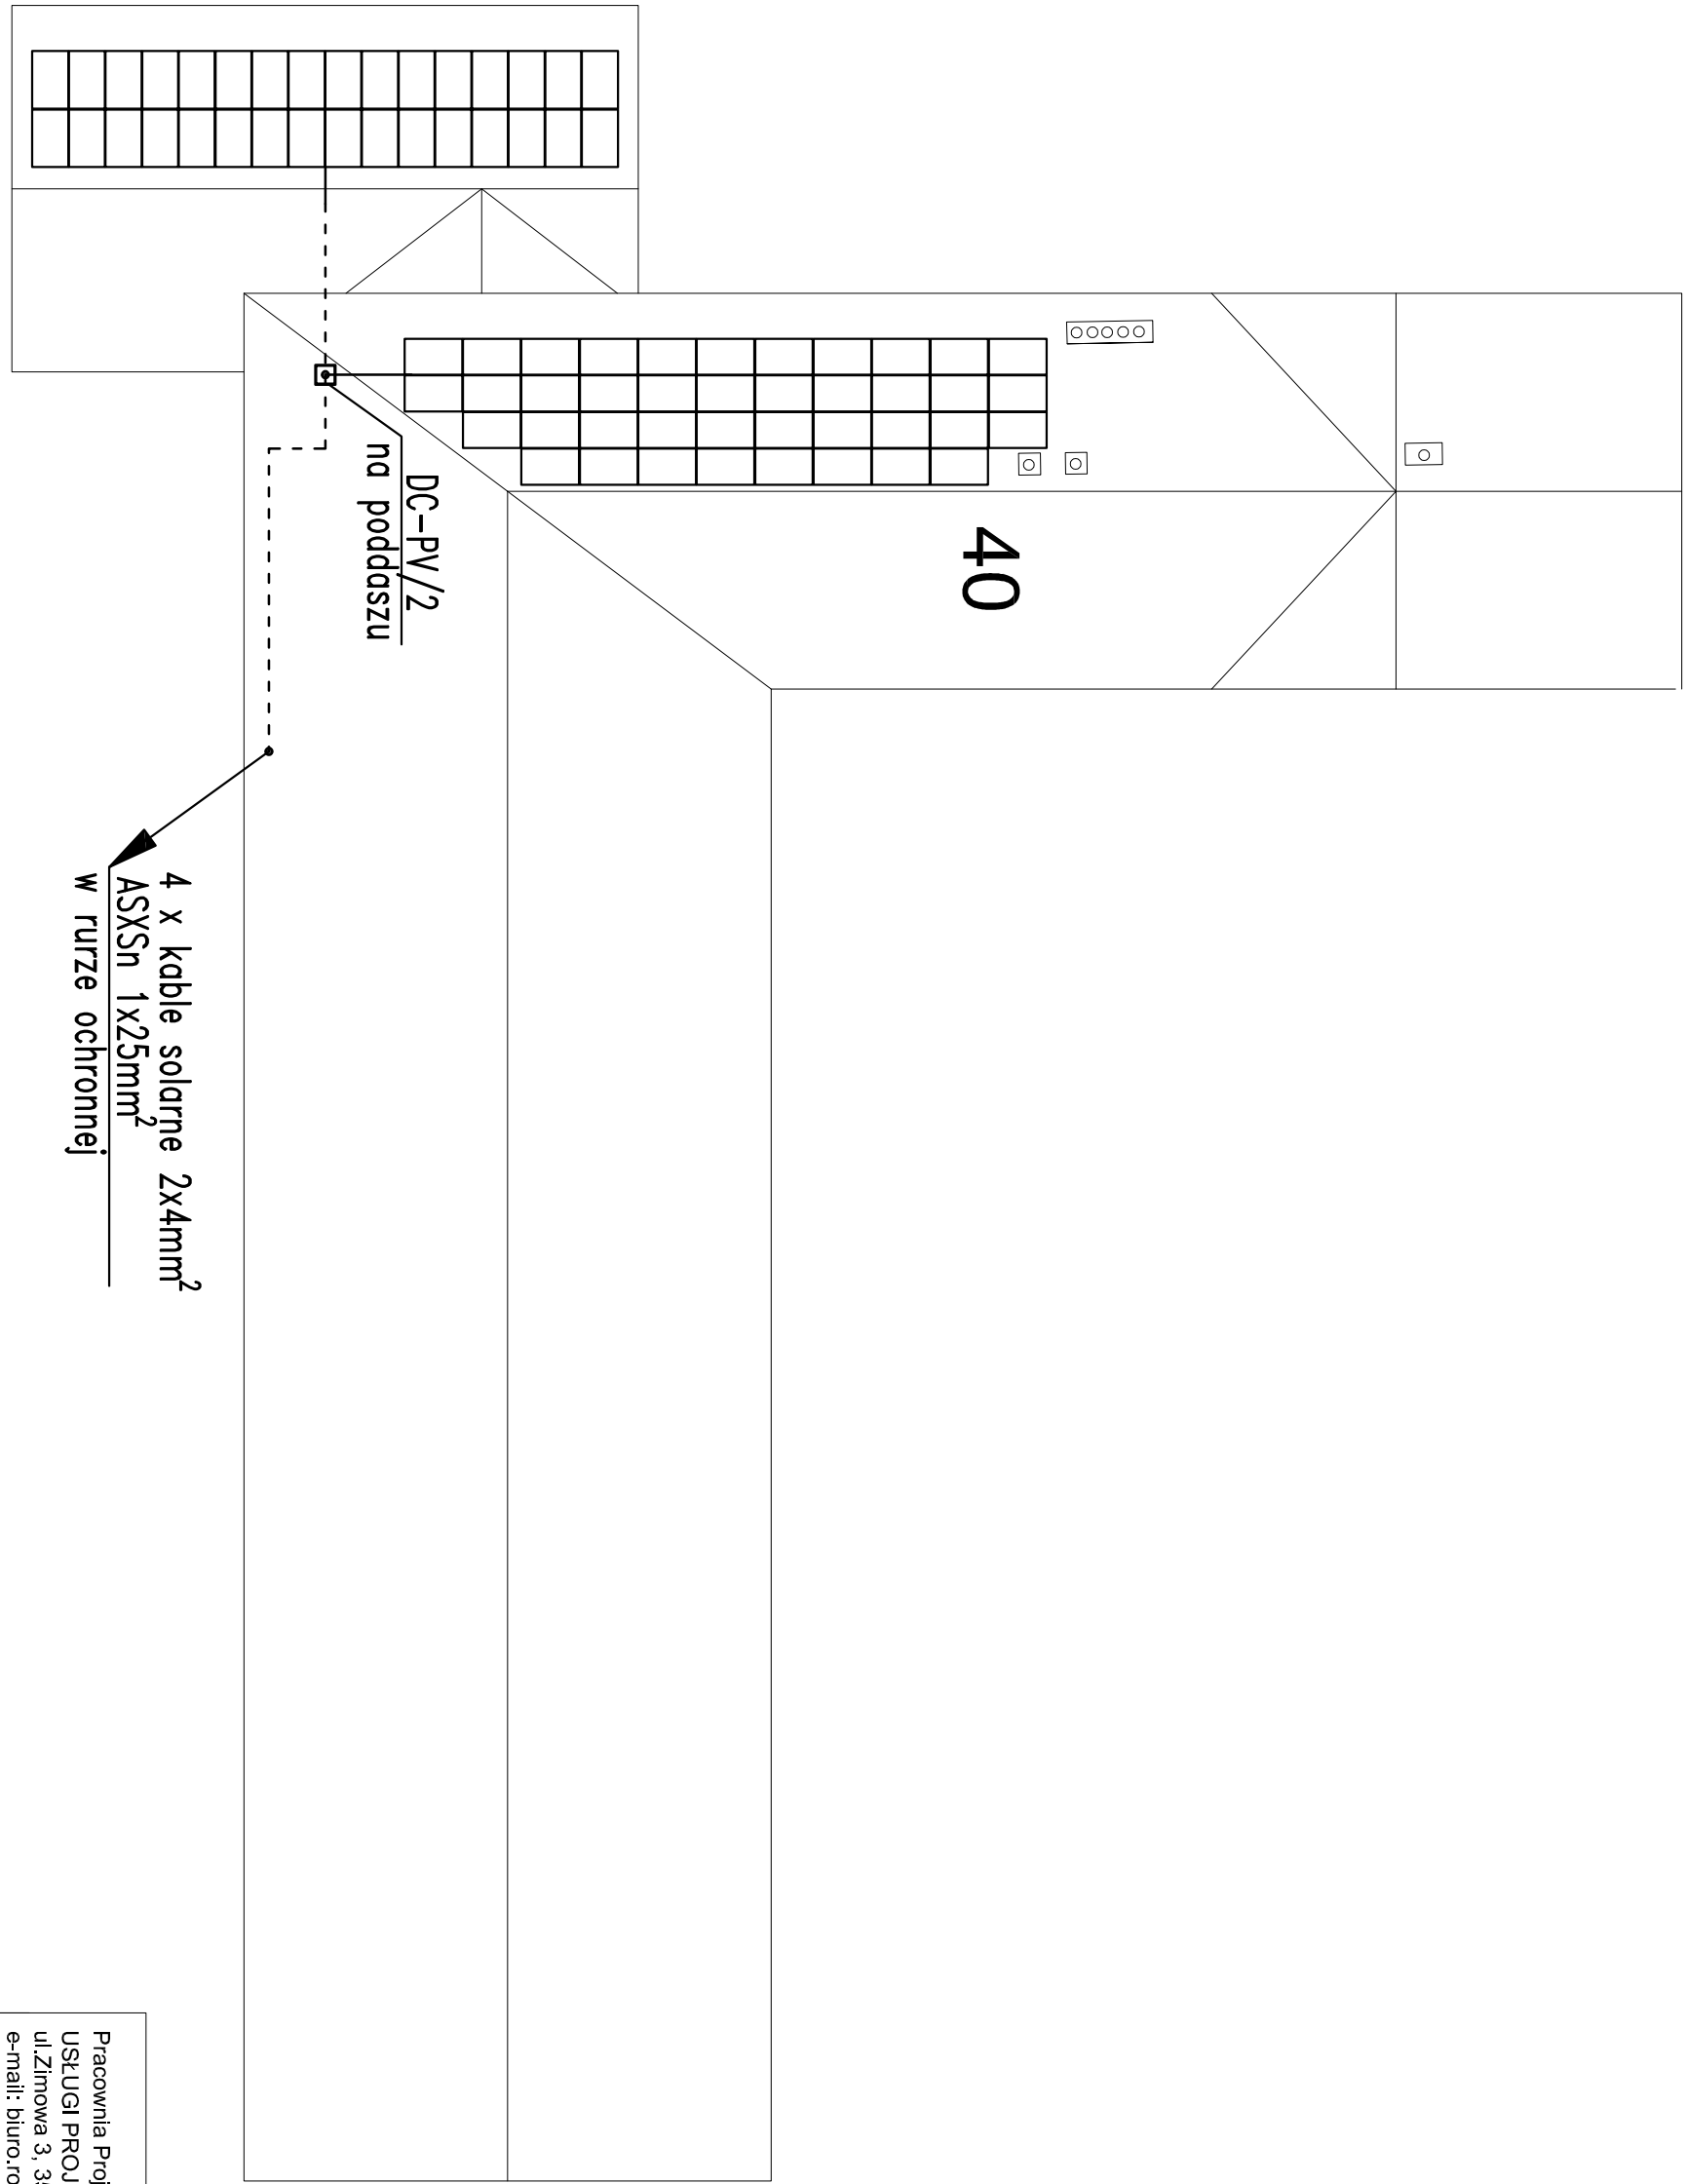 40
DC-PV/2
na poddaszu
4 x kable solarne 2x4mm²
ASXSn 1x25mm²
w rurze ochronnej
Pracownia Proj
USŁUGI PROJ
ul.Zimowa 3, 35
e-mail: biuro.ro